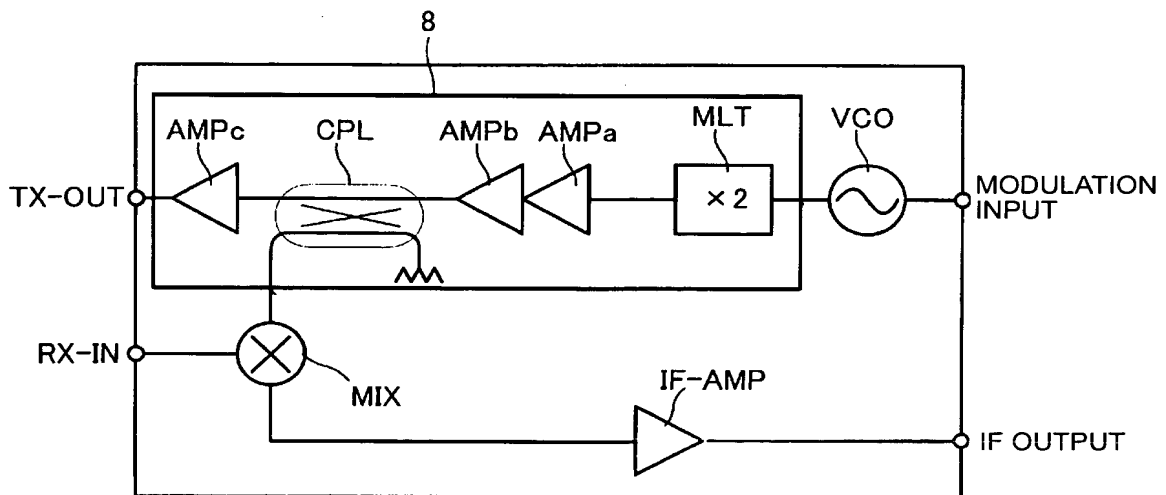 8
AMPc
CPL
AMPb
AMPa
MLT
VCO
×2
TX-OUT
MODULATION
INPUT
RX-IN
MIX
IF-AMP
IF OUTPUT